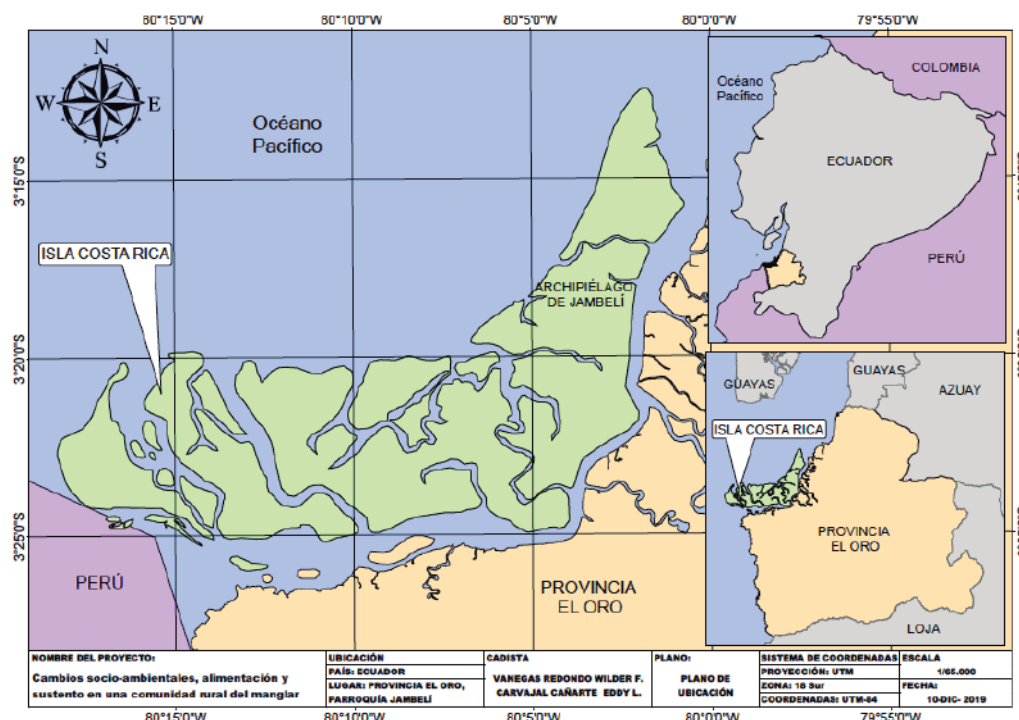 80°15'0"W 80°10'0"W 80°5'0"W 80°0'0"W 79°55'0"W
N
W E
S
Océano
Pacífico
3°15'0"S
ISLA COSTA RICA
ARCHIPIÉLAGO
DE JAMBELÍ
3°20'0"S
3°25'0"S
PERÚ
PROVINCIA
EL ORO
Océano
Pacífico
COLOMBIA
ECUADOR
PERÚ
GUAYAS
GUAYAS
AZUAY
ISLA COSTA RICA
PROVINCIA
EL ORO
LOJA
NOMBRE DEL PROYECTO:
Cambios socio-ambientales, alimentación y
sustento en una comunidad rural del manglar
UBICACIÓN
PAÍS: ECUADOR
LUGAR: PROVINCIA EL ORO,
PARROQUÍA JAMBELÍ
CADISTA
VANEGAS REDONDO WILDER F.
CARVAJAL CAÑARTE EDDY L.
PLANO:
PLANO DE
UBICACIÓN
SISTEMA DE COORDENADAS
PROYECCIÓN: UTM
ZONA: 18 Sur
COORDENADAS: UTM-84
ESCALA
1/65.000
FECHA:
10-DIC- 2019
80°15'0"W 80°10'0"W 80°5'0"W 80°0'0"W 79°55'0"W